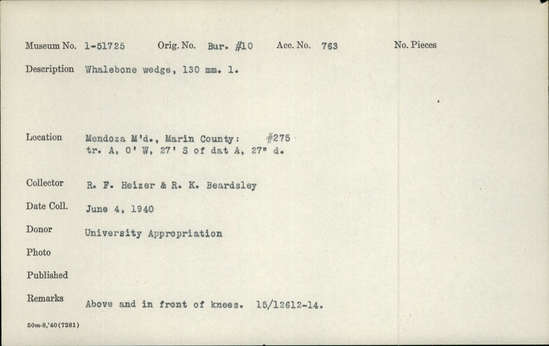 Museum No. 1-51725 Orig. No. Bur. #10 Acc. No. 763 No. Pieces
Description Whalebone wedge, 130 mm. l.
Location Mendoza M'd., Marin County: #275
tr. A, 0' W, 27' S of dat A, 27" d.
Collector R. F. Heizer & R. K. Beardsley
Date Coll. June 4, 1940
Donor University Appropriation
Photo
Published
Remarks Above and in front of knees. 15/12612-14.
50m-8,'40(7281)